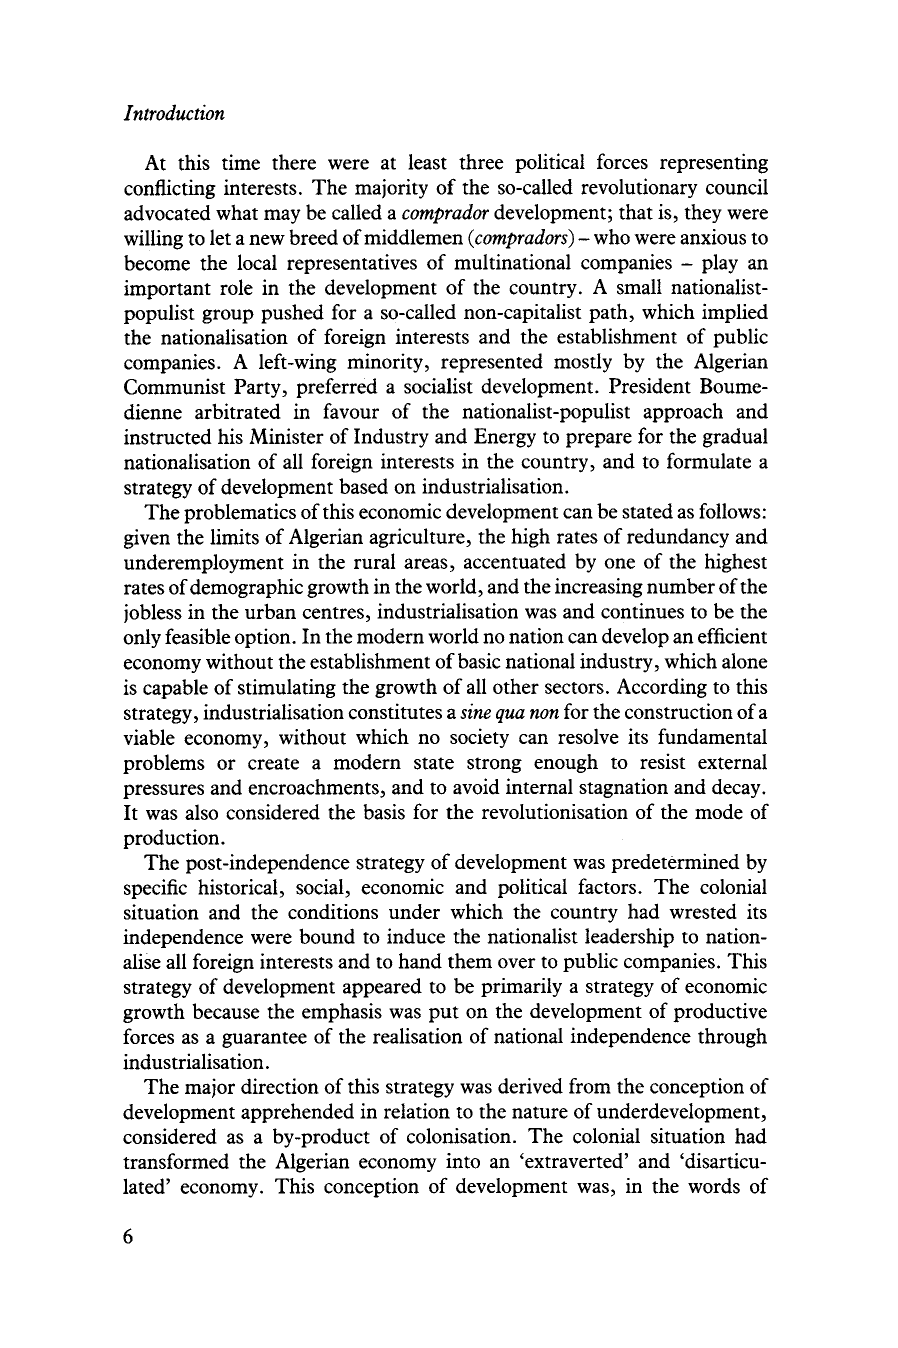 Introduction
At this time there were at least three political forces representing
conflicting interests. The majority of the so-called revolutionary council
advocated what may be called a comprador development; that is, they were
willing to let a new breed of middlemen (compradors) – who were anxious to
become the local representatives of multinational companies – play an
important role in the development of the country. A small nationalist-
populist group pushed for a so-called non-capitalist path, which implied
the nationalisation of foreign interests and the establishment of public
companies. A left-wing minority, represented mostly by the Algerian
Communist Party, preferred a socialist development. President Boume-
dienne arbitrated in favour of the nationalist-populist approach and
instructed his Minister of Industry and Energy to prepare for the gradual
nationalisation of all foreign interests in the country, and to formulate a
strategy of development based on industrialisation.
The problematics of this economic development can be stated as follows:
given the limits of Algerian agriculture, the high rates of redundancy and
underemployment in the rural areas, accentuated by one of the highest
rates of demographic growth in the world, and the increasing number of the
jobless in the urban centres, industrialisation was and continues to be the
only feasible option. In the modern world no nation can develop an efficient
economy without the establishment of basic national industry, which alone
is capable of stimulating the growth of all other sectors. According to this
strategy, industrialisation constitutes a sine qua non for the construction of a
viable economy, without which no society can resolve its fundamental
problems or create a modern state strong enough to resist external
pressures and encroachments, and to avoid internal stagnation and decay.
It was also considered the basis for the revolutionisation of the mode of
production.
The post-independence strategy of development was predetermined by
specific historical, social, economic and political factors. The colonial
situation and the conditions under which the country had wrested its
independence were bound to induce the nationalist leadership to nation-
alise all foreign interests and to hand them over to public companies. This
strategy of development appeared to be primarily a strategy of economic
growth because the emphasis was put on the development of productive
forces as a guarantee of the realisation of national independence through
industrialisation.
The major direction of this strategy was derived from the conception of
development apprehended in relation to the nature of underdevelopment,
considered as a by-product of colonisation. The colonial situation had
transformed the Algerian economy into an ‘extraverted’ and ‘disarticu-
lated’ economy. This conception of development was, in the words of
6